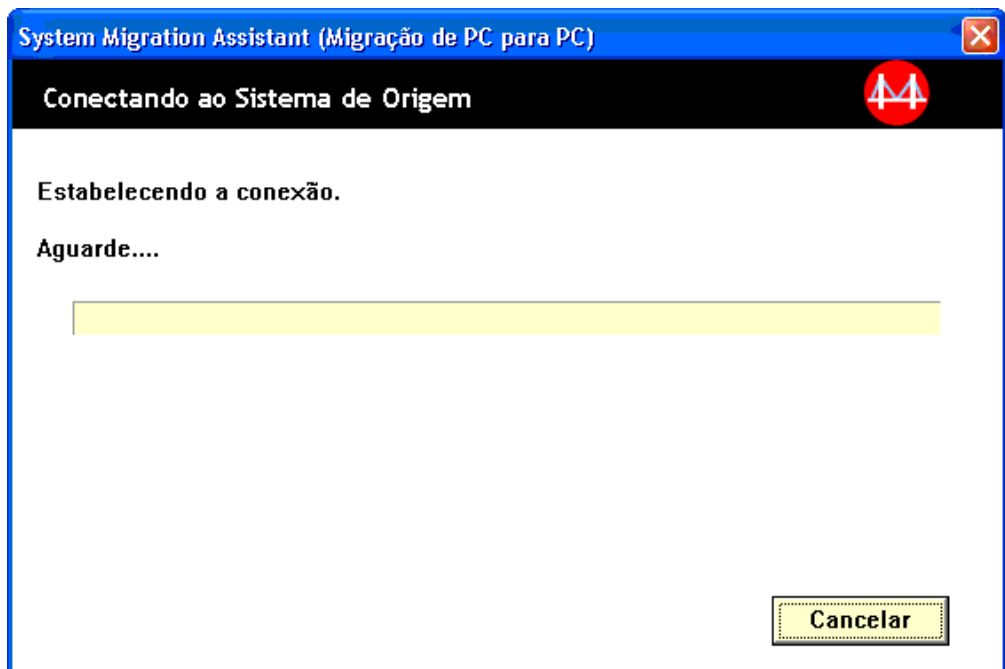 System Migration Assistant (Migração de PC para PC)
Conectando ao Sistema de Origem
Estabelecendo a conexão.
Aguarde....
Cancelar